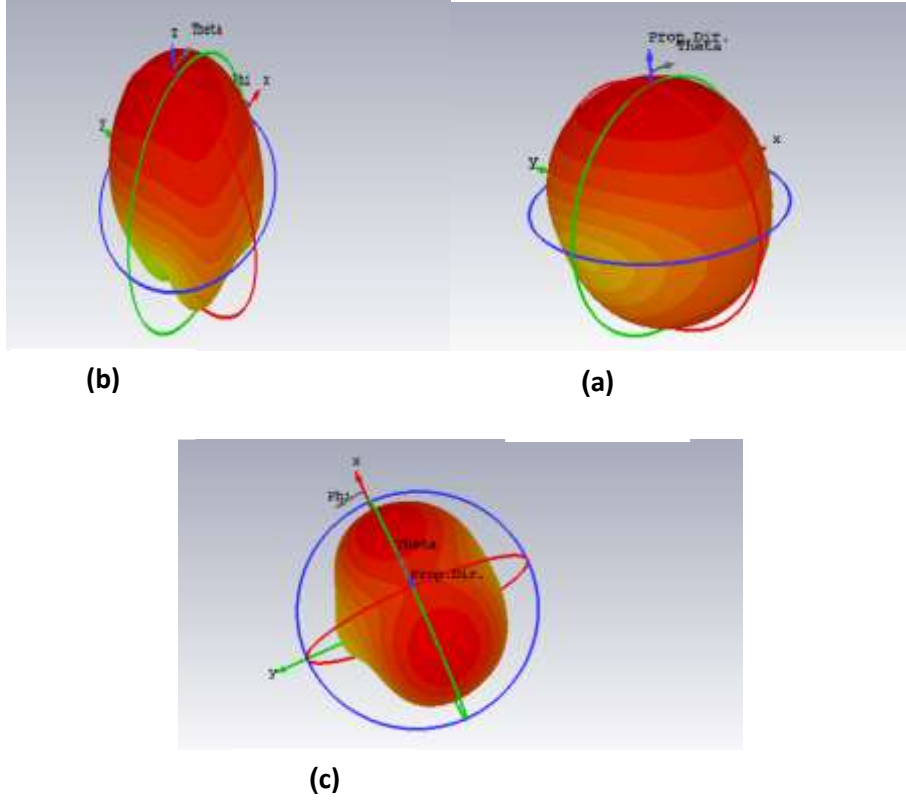 z Theta
Phi x
y
(b)
Prop.Dir.
Theta
x
y
(a)
x
Phi
Theta
Prop.Dir.
y
(c)